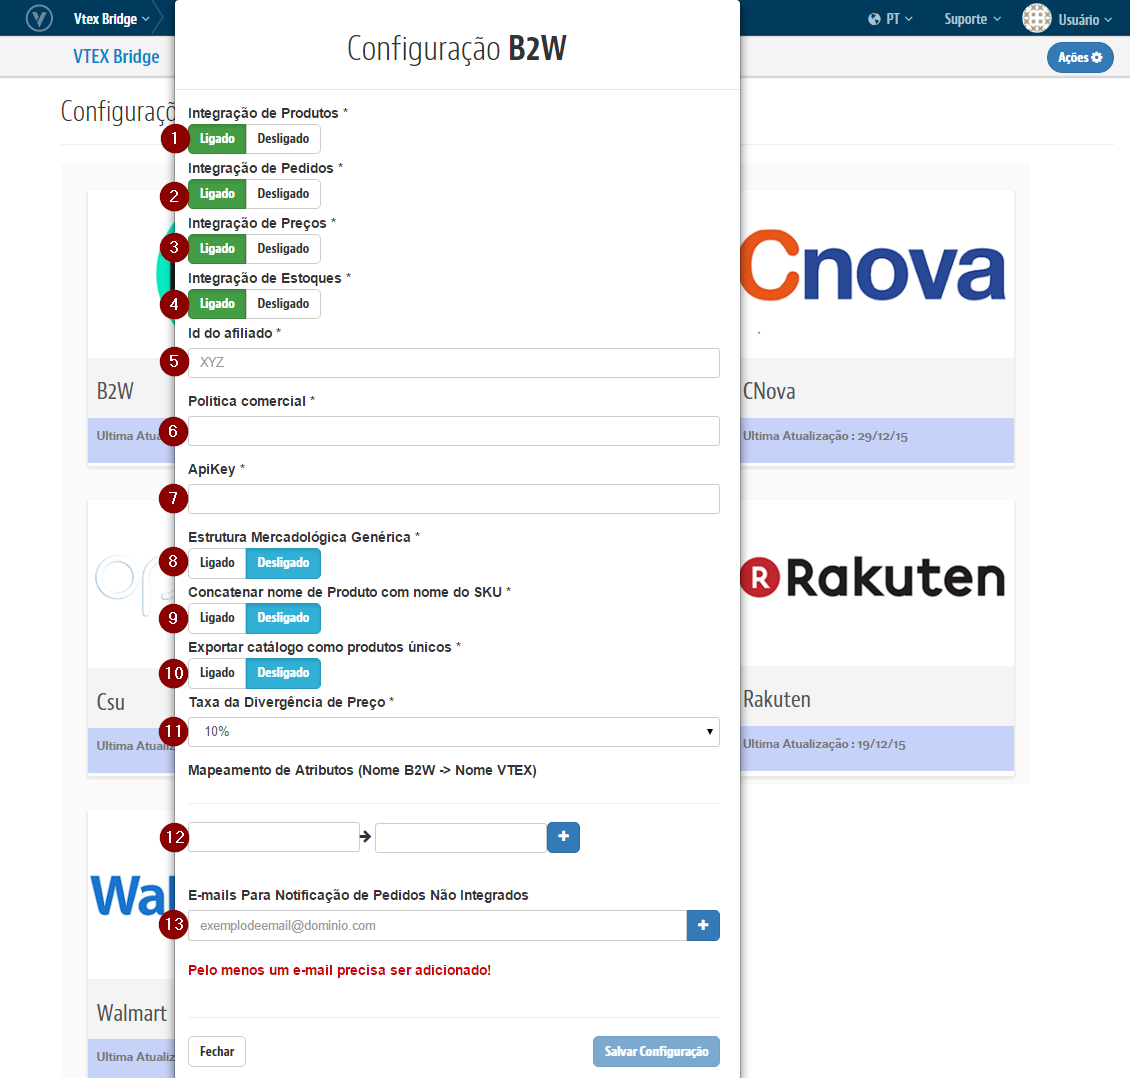 Vtex Bridge
PT
Suporte
Usuário
VTEX Bridge
Ações
Configuraçã
Configuração B2W
Integração de Produtos *
1 Ligado Desligado
Integração de Pedidos *
2 Ligado Desligado
Integração de Preços *
3 Ligado Desligado
Integração de Estoques *
4 Ligado Desligado
Id do afiliado *
5 XYZ
Politica comercial *
6
ApiKey *
7
Estrutura Mercadológica Genérica *
8 Ligado Desligado
Concatenar nome de Produto com nome do SKU *
9 Ligado Desligado
Exportar catálogo como produtos únicos *
10 Ligado Desligado
Taxa da Divergência de Preço *
11 10%
Mapeamento de Atributos (Nome B2W -> Nome VTEX)
12
E-mails Para Notificação de Pedidos Não Integrados
13 exemplodeemail@dominio.com
Pelo menos um e-mail precisa ser adicionado!
Fechar
Salvar Configuração
B2W
Ultima Atua
Cnova
CNova
Ultima Atualização : 29/12/15
Csu
Ultima Atualiz
R Rakuten
Rakuten
Ultima Atualização : 19/12/15
Wal
Walmart
Ultima Atualiz